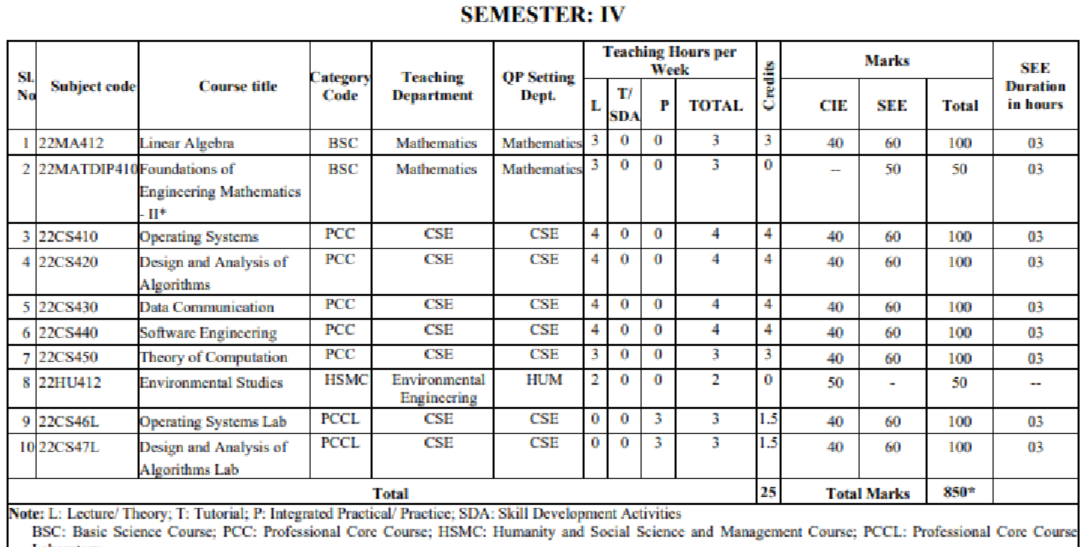 SEMESTER: IV
Sl. No | Subject code | Course title | Category Code | Teaching Department | QP Setting Dept. | Teaching Hours per Week | Credits | Marks | SEE Duration in hours
L | T/ SDA | P | TOTAL | CIE | SEE | Total
1 | 22MA412 | Linear Algebra | BSC | Mathematics | Mathematics | 3 | 0 | 0 | 3 | 3 | 40 | 60 | 100 | 03
2 | 22MATDIP410 | Foundations of Engineering Mathematics - II* | BSC | Mathematics | Mathematics | 3 | 0 | 0 | 3 | 0 | -- | 50 | 50 | 03
3 | 22CS410 | Operating Systems | PCC | CSE | CSE | 4 | 0 | 0 | 4 | 4 | 40 | 60 | 100 | 03
4 | 22CS420 | Design and Analysis of Algorithms | PCC | CSE | CSE | 4 | 0 | 0 | 4 | 4 | 40 | 60 | 100 | 03
5 | 22CS430 | Data Communication | PCC | CSE | CSE | 4 | 0 | 0 | 4 | 4 | 40 | 60 | 100 | 03
6 | 22CS440 | Software Engineering | PCC | CSE | CSE | 4 | 0 | 0 | 4 | 4 | 40 | 60 | 100 | 03
7 | 22CS450 | Theory of Computation | PCC | CSE | CSE | 3 | 0 | 0 | 3 | 3 | 40 | 60 | 100 | 03
8 | 22HU412 | Environmental Studies | HSMC | Environmental Engineering | HUM | 2 | 0 | 0 | 2 | 0 | 50 | - | 50 | --
9 | 22CS46L | Operating Systems Lab | PCCL | CSE | CSE | 0 | 0 | 3 | 3 | 1.5 | 40 | 60 | 100 | 03
10 | 22CS47L | Design and Analysis of Algorithms Lab | PCCL | CSE | CSE | 0 | 0 | 3 | 3 | 1.5 | 40 | 60 | 100 | 03
Total | 25 | Total Marks | 850*
Note: L: Lecture/ Theory; T: Tutorial; P: Integrated Practical/ Practice; SDA: Skill Development Activities
BSC: Basic Science Course; PCC: Professional Core Course; HSMC: Humanity and Social Science and Management Course; PCCL: Professional Core Course